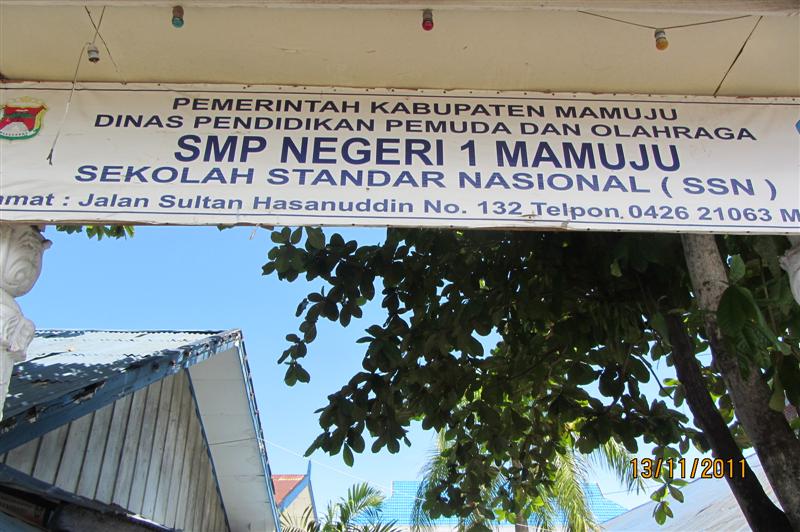 PEMERINTAH KABUPATEN MAMUJU
DINAS PENDIDIKAN PEMUDA DAN OLAHRAGA
SMP NEGERI 1 MAMUJU
SEKOLAH STANDAR NASIONAL ( SSN )
amat : Jalan Sultan Hasanuddin No. 132 Telpon 0426 21063 M
13/11/2011